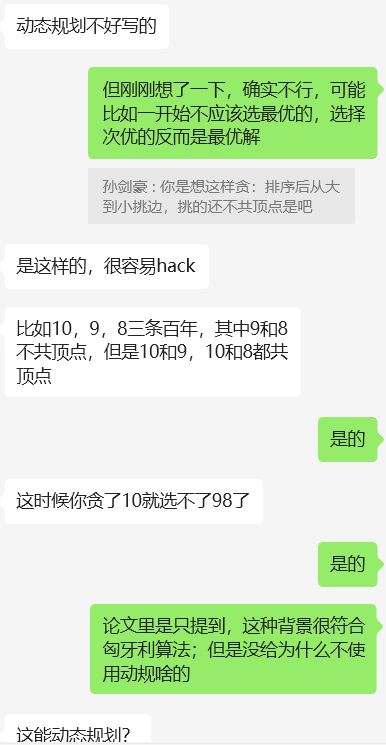 动态规划不好写的
但刚刚想了一下，确实不行，可能
比如一开始不应该选最优的，选择
次优的反而是最优解
孙剑豪：你是想这样贪：排序后从大
到小挑边，挑的还不共顶点是吧
是这样的，很容易hack
比如10，9，8三条百年，其中9和8
不共顶点，但是10和9，10和8都共
顶点
是的
这时候你贪了10就选不了98了
是的
论文里是只提到，这种背景很符合
匈牙利算法；但是没给为什么不使
用动规啥的
这能动态规划？